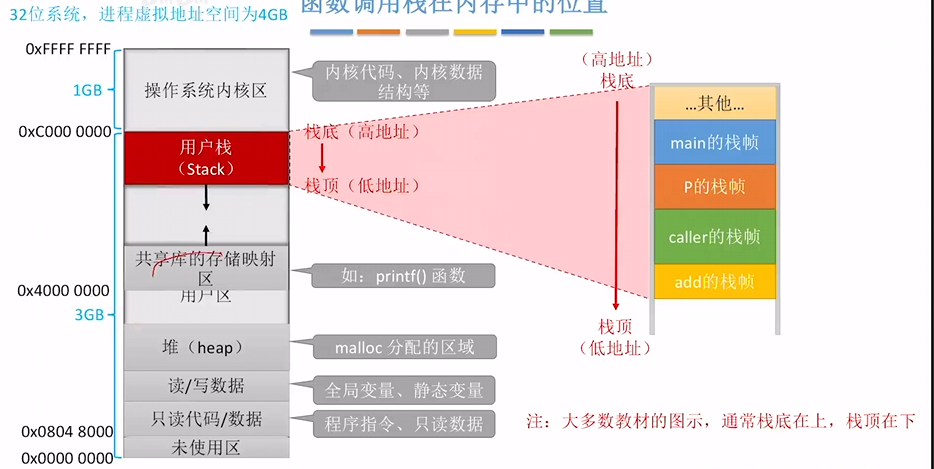 函数调用栈在内存中的位置
32位系统，进程虚拟地址空间为4GB
0xFFFF FFFF
1GB
操作系统内核区
内核代码、内核数据
结构等
0xC000 0000
用户栈
（Stack）
栈底（高地址）
栈顶（低地址）
共享库的存储映射
区
如：printf() 函数
0x4000 0000
用户区
3GB
堆（heap）
malloc 分配的区域
读/写数据
全局变量、静态变量
只读代码/数据
程序指令、只读数据
0x0804 8000
未使用区
0x0000 0000
（高地址）
栈底
...其他...
main的栈帧
P的栈帧
caller的栈帧
add的栈帧
栈顶
（低地址）
注：大多数教材的图示，通常栈底在上，栈顶在下